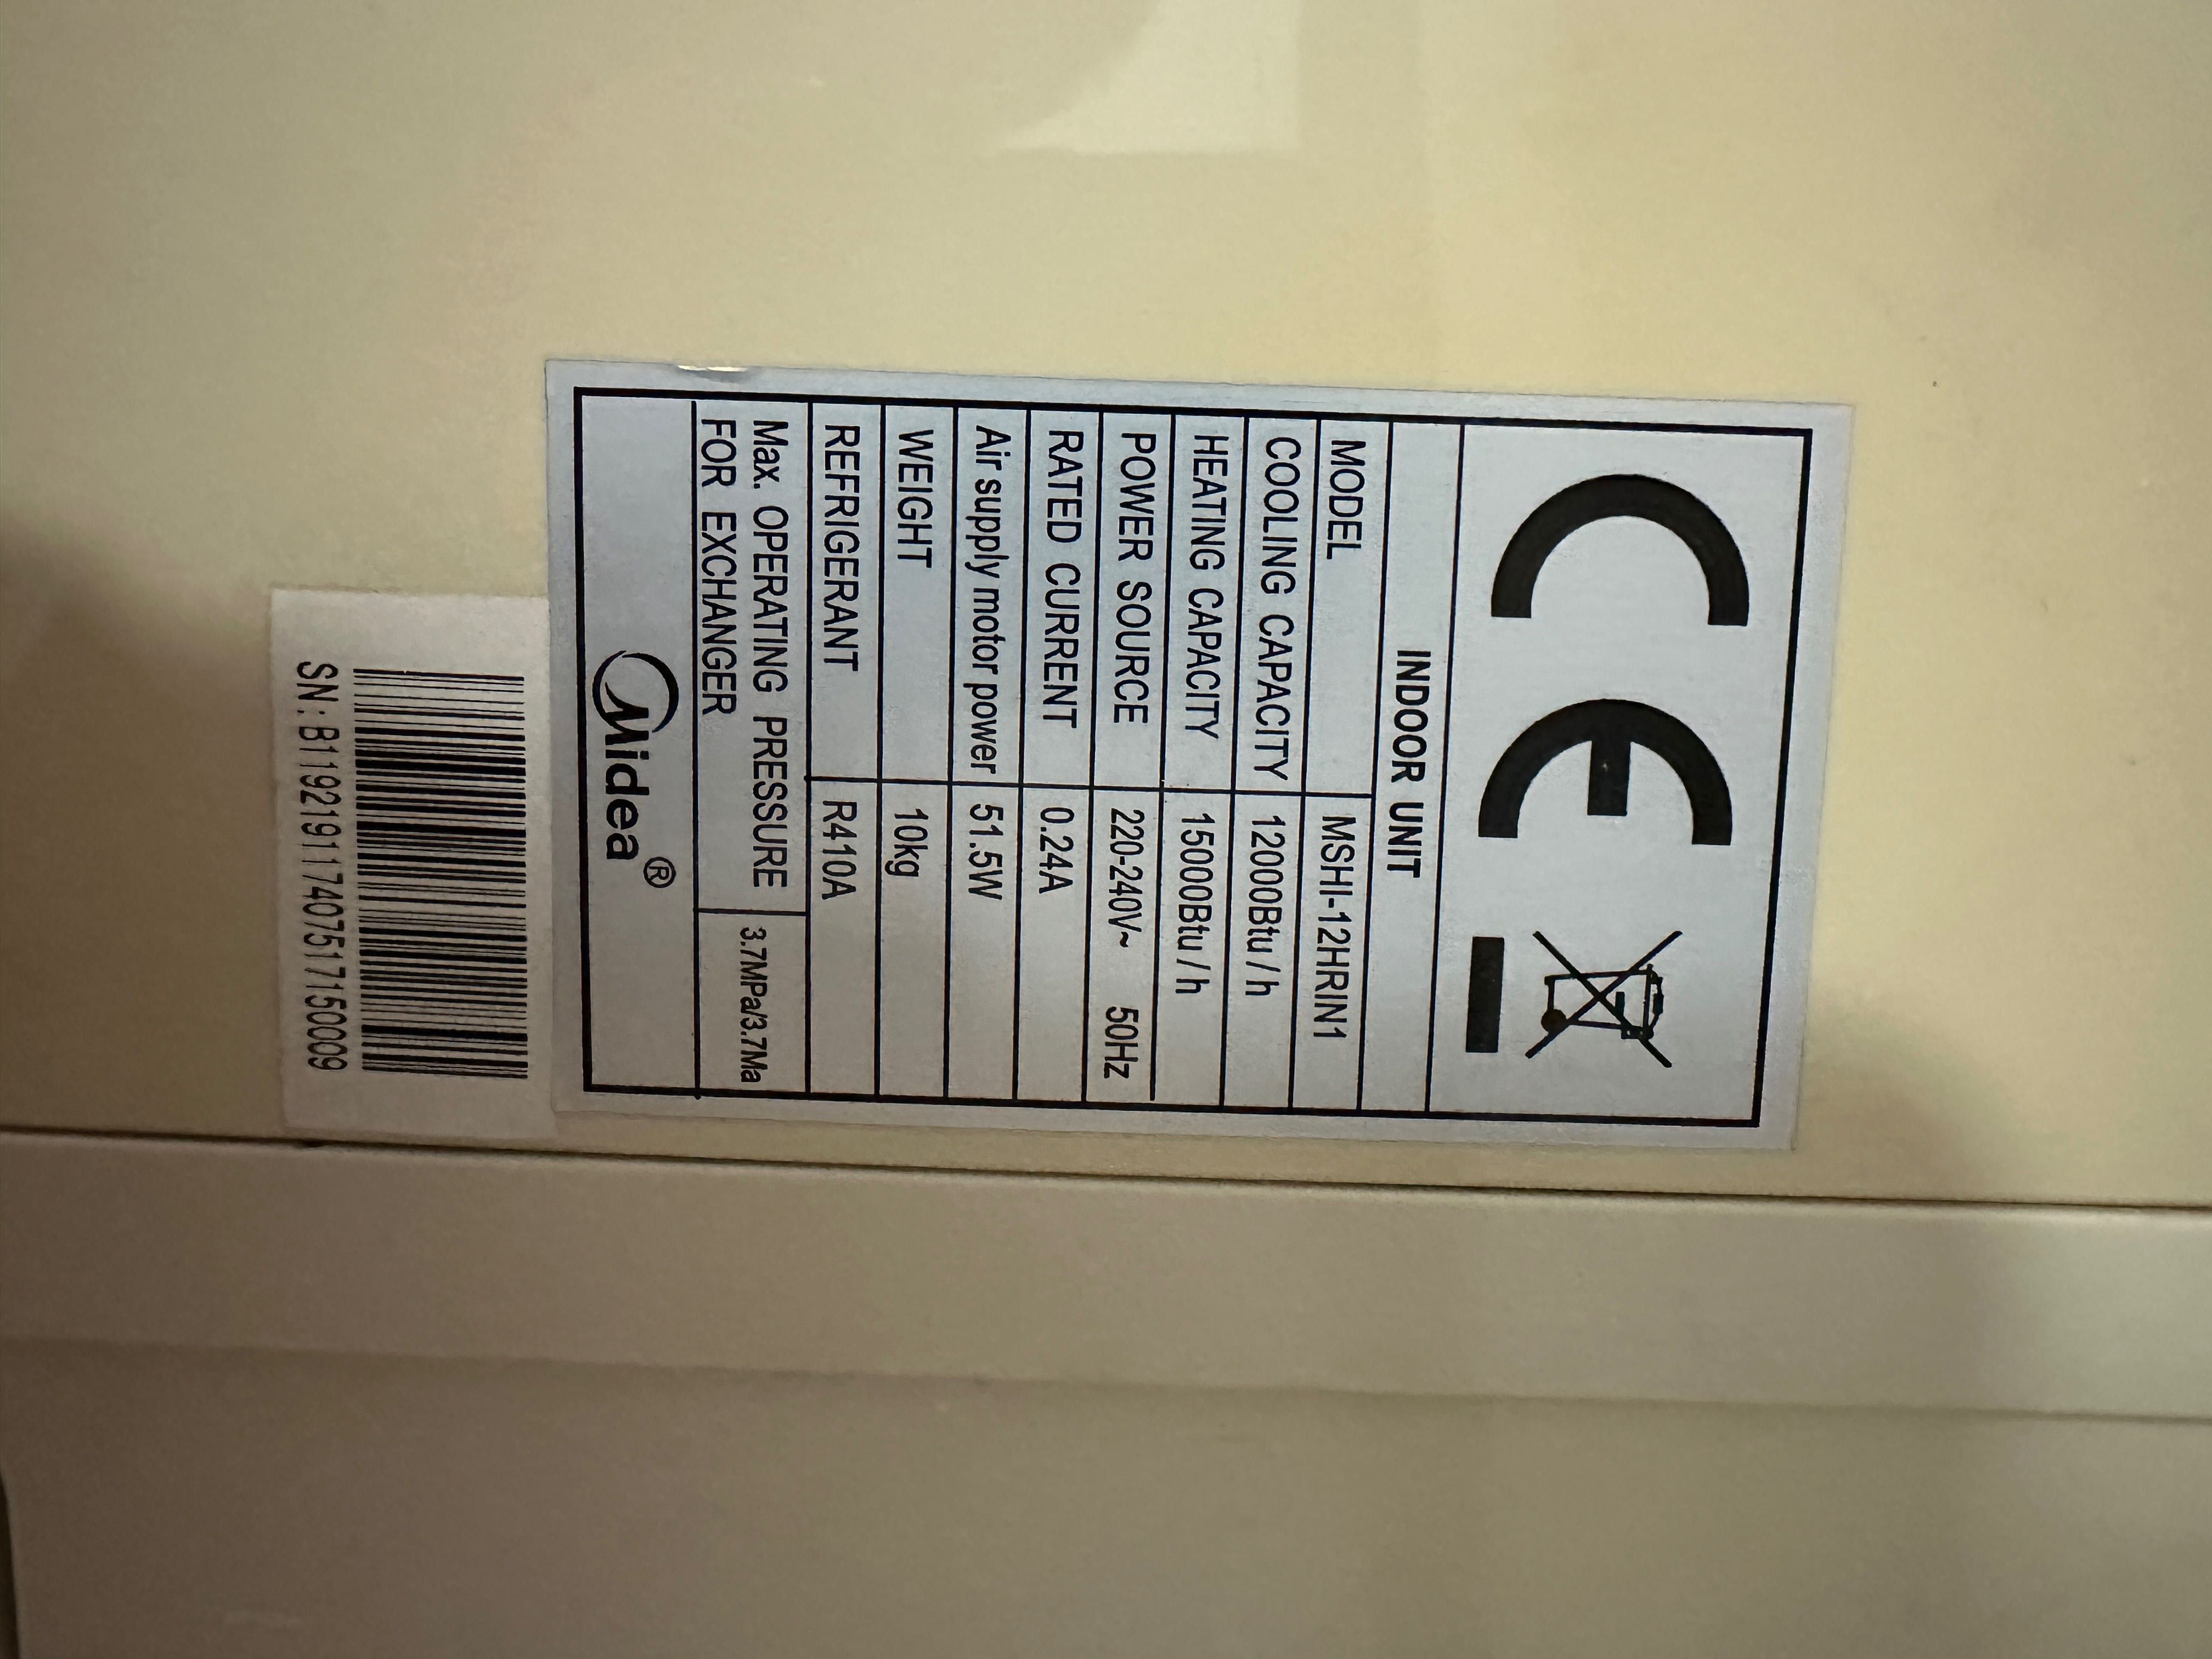 CE
INDOOR UNIT
MODEL MSHI-12HRIN1
COOLING CAPACITY 12000Btu/h
HEATING CAPACITY 15000Btu/h
POWER SOURCE 220-240V~ 50Hz
RATED CURRENT 0.24A
Air supply motor power 51.5W
WEIGHT 10kg
REFRIGERANT R410A
Max. OPERATING PRESSURE
FOR EXCHANGER 3.7MPa/3.7Ma
Midea®
SN: B119219117407517150009